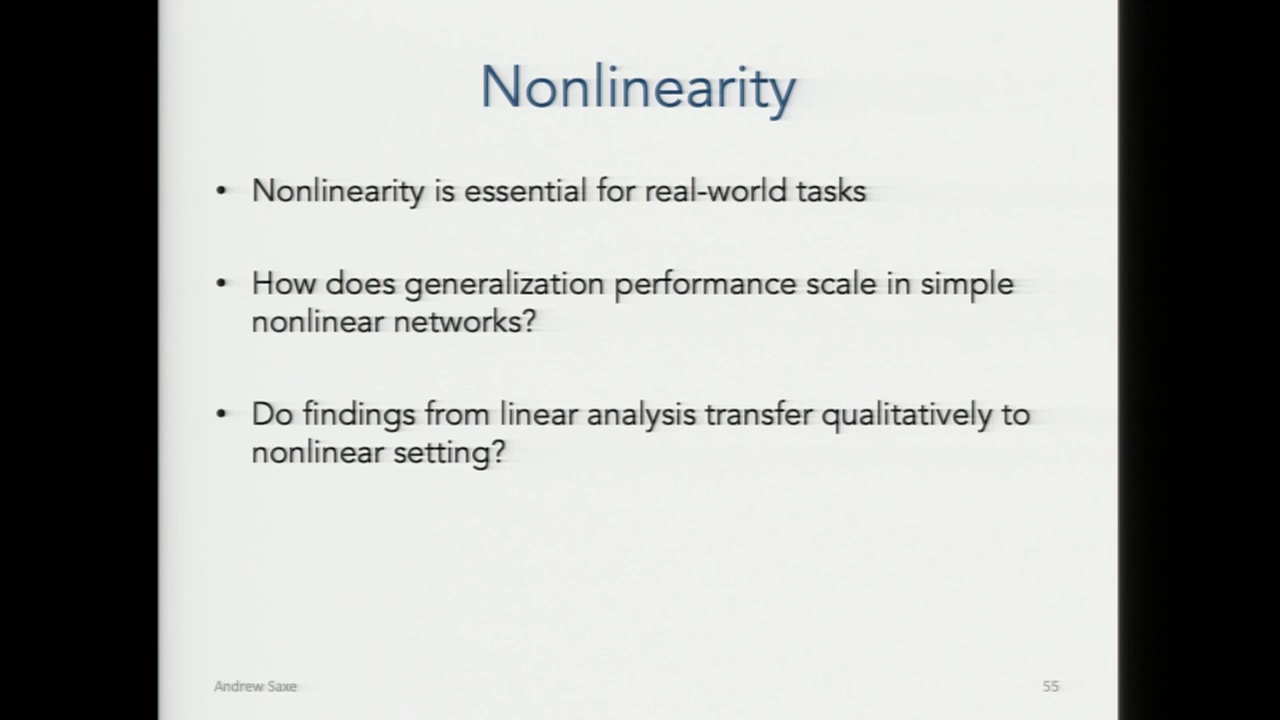 Nonlinearity
• Nonlinearity is essential for real-world tasks
• How does generalization performance scale in simple
nonlinear networks?
• Do findings from linear analysis transfer qualitatively to
nonlinear setting?
Andrew Saxe
55